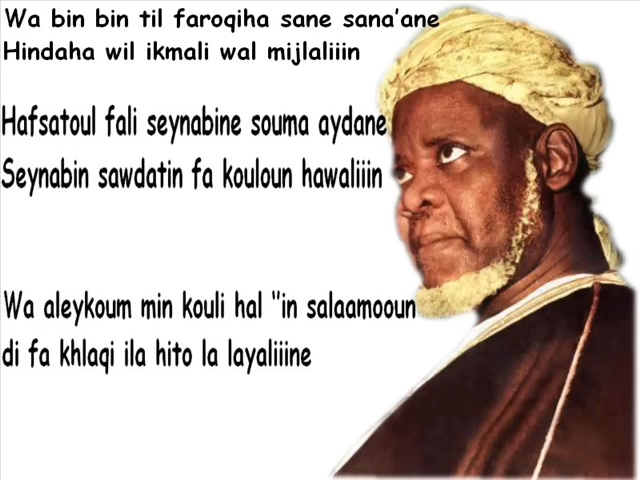 Wa bin bin til faroqiha sane sana’ane
Hindaha wil ikmali wal mijlaliiin
Hafsatoul fali seynabine souma aydane
Seynabin sawdatin fa kouloun hawaliiin
Wa aleykoum min kouli hal ‘’in salaamooun
di fa khlaqi ila hito la layaliiine